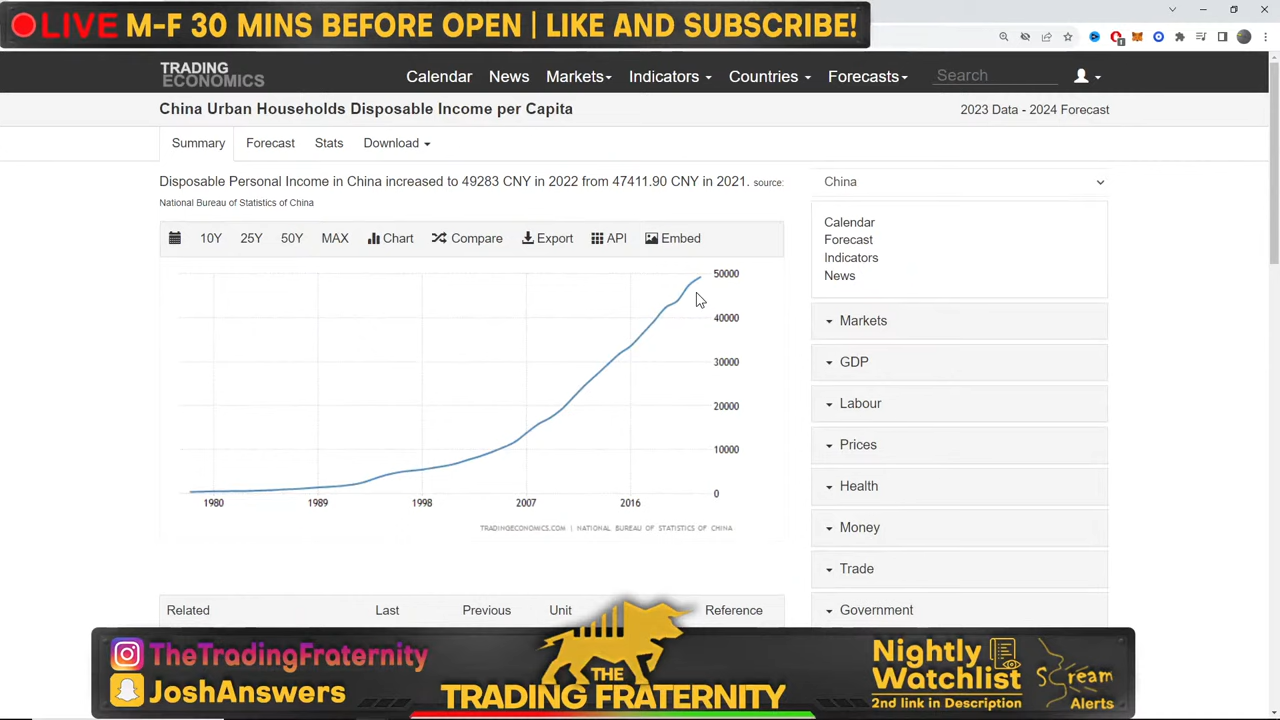 LIVE M-F 30 MINS BEFORE OPEN | LIKE AND SUBSCRIBE!
TRADING
ECONOMICS
Calendar News Markets Indicators Countries Forecasts Search
China Urban Households Disposable Income per Capita
2023 Data - 2024 Forecast
Summary Forecast Stats Download
Disposable Personal Income in China increased to 49283 CNY in 2022 from 47411.90 CNY in 2021. source:
National Bureau of Statistics of China
10Y 25Y 50Y MAX Chart Compare Export API Embed
50000
40000
30000
20000
10000
0
1980 1989 1998 2007 2016
TRADINGECONOMICS.COM | NATIONAL BUREAU OF STATISTICS OF CHINA
Related Last Previous Unit Reference
China
Calendar
Forecast
Indicators
News
Markets
GDP
Labour
Prices
Health
Money
Trade
Government
TheTradingFraternity
JoshAnswers
THE
TRADING FRATERNITY
Nightly
Watchlist
2nd link in Description
Scream
Alerts